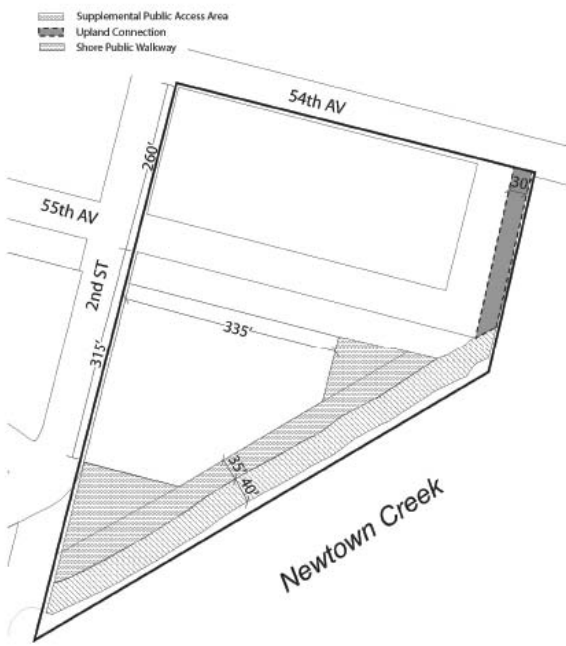 Supplemental Public Access Area
Upland Connection
Shore Public Walkway
54th AV
260'
30'
55th AV
2nd ST
335'
315'
35' 40'
Newtown Creek